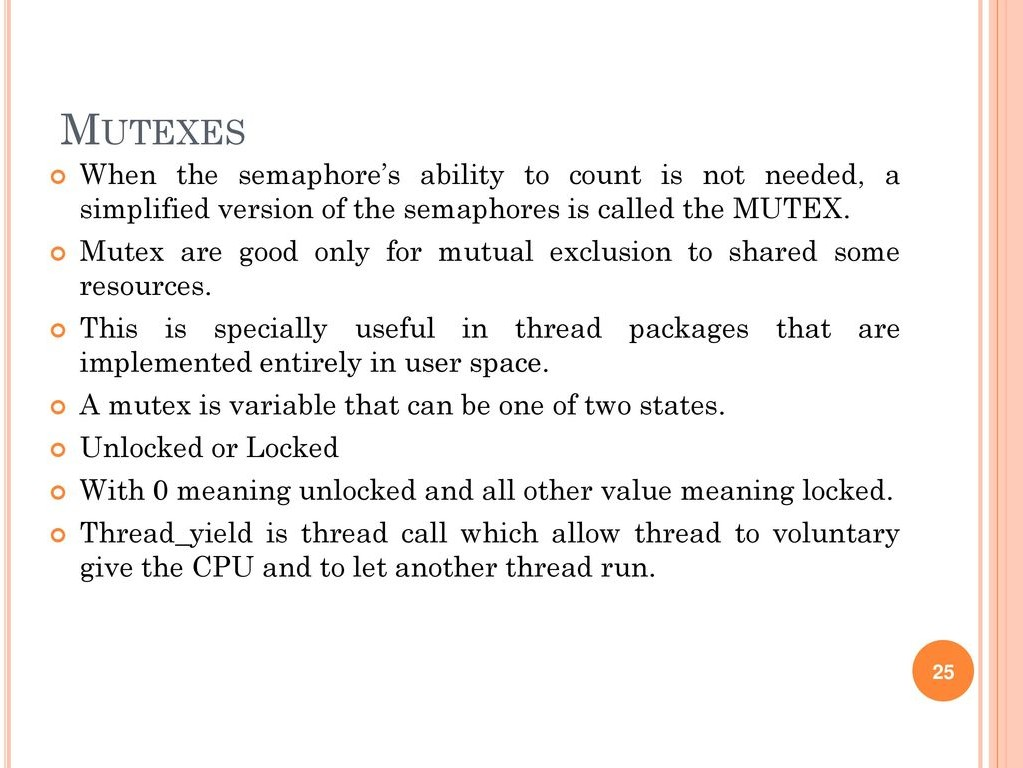 MUTEXES
When the semaphore’s ability to count is not needed, a
simplified version of the semaphores is called the MUTEX.
Mutex are good only for mutual exclusion to shared some
resources.
This is specially useful in thread packages that are
implemented entirely in user space.
A mutex is variable that can be one of two states.
Unlocked or Locked
With 0 meaning unlocked and all other value meaning locked.
Thread_yield is thread call which allow thread to voluntary
give the CPU and to let another thread run.
25